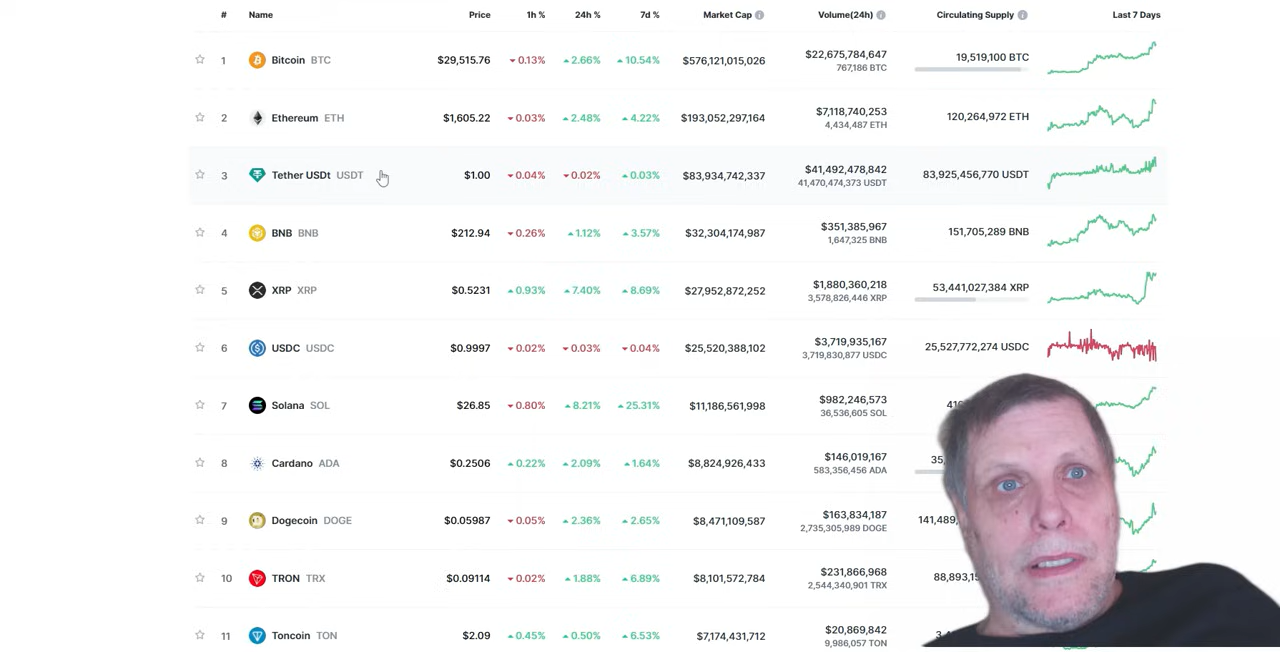 # Name Price 1h % 24h % 7d % Market Cap Volume(24h) Circulating Supply Last 7 Days
1 Bitcoin BTC $29,515.76 0.13% 2.66% 10.54% $576,121,015,026 $22,675,784,647 19,519,100 BTC
767,186 BTC
2 Ethereum ETH $1,605.22 0.03% 2.48% 4.22% $193,052,297,164 $7,118,740,253 120,264,972 ETH
4,434,487 ETH
3 Tether USDt USDT $1.00 0.04% 0.02% 0.03% $83,934,742,337 $41,492,478,842 83,925,456,770 USDT
41,470,474,373 USDT
4 BNB BNB $212.94 0.26% 1.12% 3.57% $32,304,174,987 $351,385,967 151,705,289 BNB
1,647,325 BNB
5 XRP XRP $0.5231 0.93% 7.40% 8.69% $27,952,872,252 $1,880,360,218 53,441,027,384 XRP
3,578,826,446 XRP
6 USDC USDC $0.9997 0.02% 0.03% 0.04% $25,520,388,102 $3,719,935,167 25,527,772,274 USDC
3,719,830,877 USDC
7 Solana SOL $26.85 0.80% 8.21% 25.31% $11,186,561,998 $982,246,573
36,536,605 SOL
8 Cardano ADA $0.2506 0.22% 2.09% 1.64% $8,824,926,433 $146,019,167 35,
583,356,456 ADA
9 Dogecoin DOGE $0.05987 0.05% 2.36% 2.65% $8,471,109,587 $163,834,187 141,489,
2,735,305,989 DOGE
10 TRON TRX $0.09114 0.02% 1.88% 6.89% $8,101,572,784 $231,866,968 88,893,15
2,544,340,901 TRX
11 Toncoin TON $2.09 0.45% 0.50% 6.53% $7,174,431,712 $20,869,842
9,986,057 TON